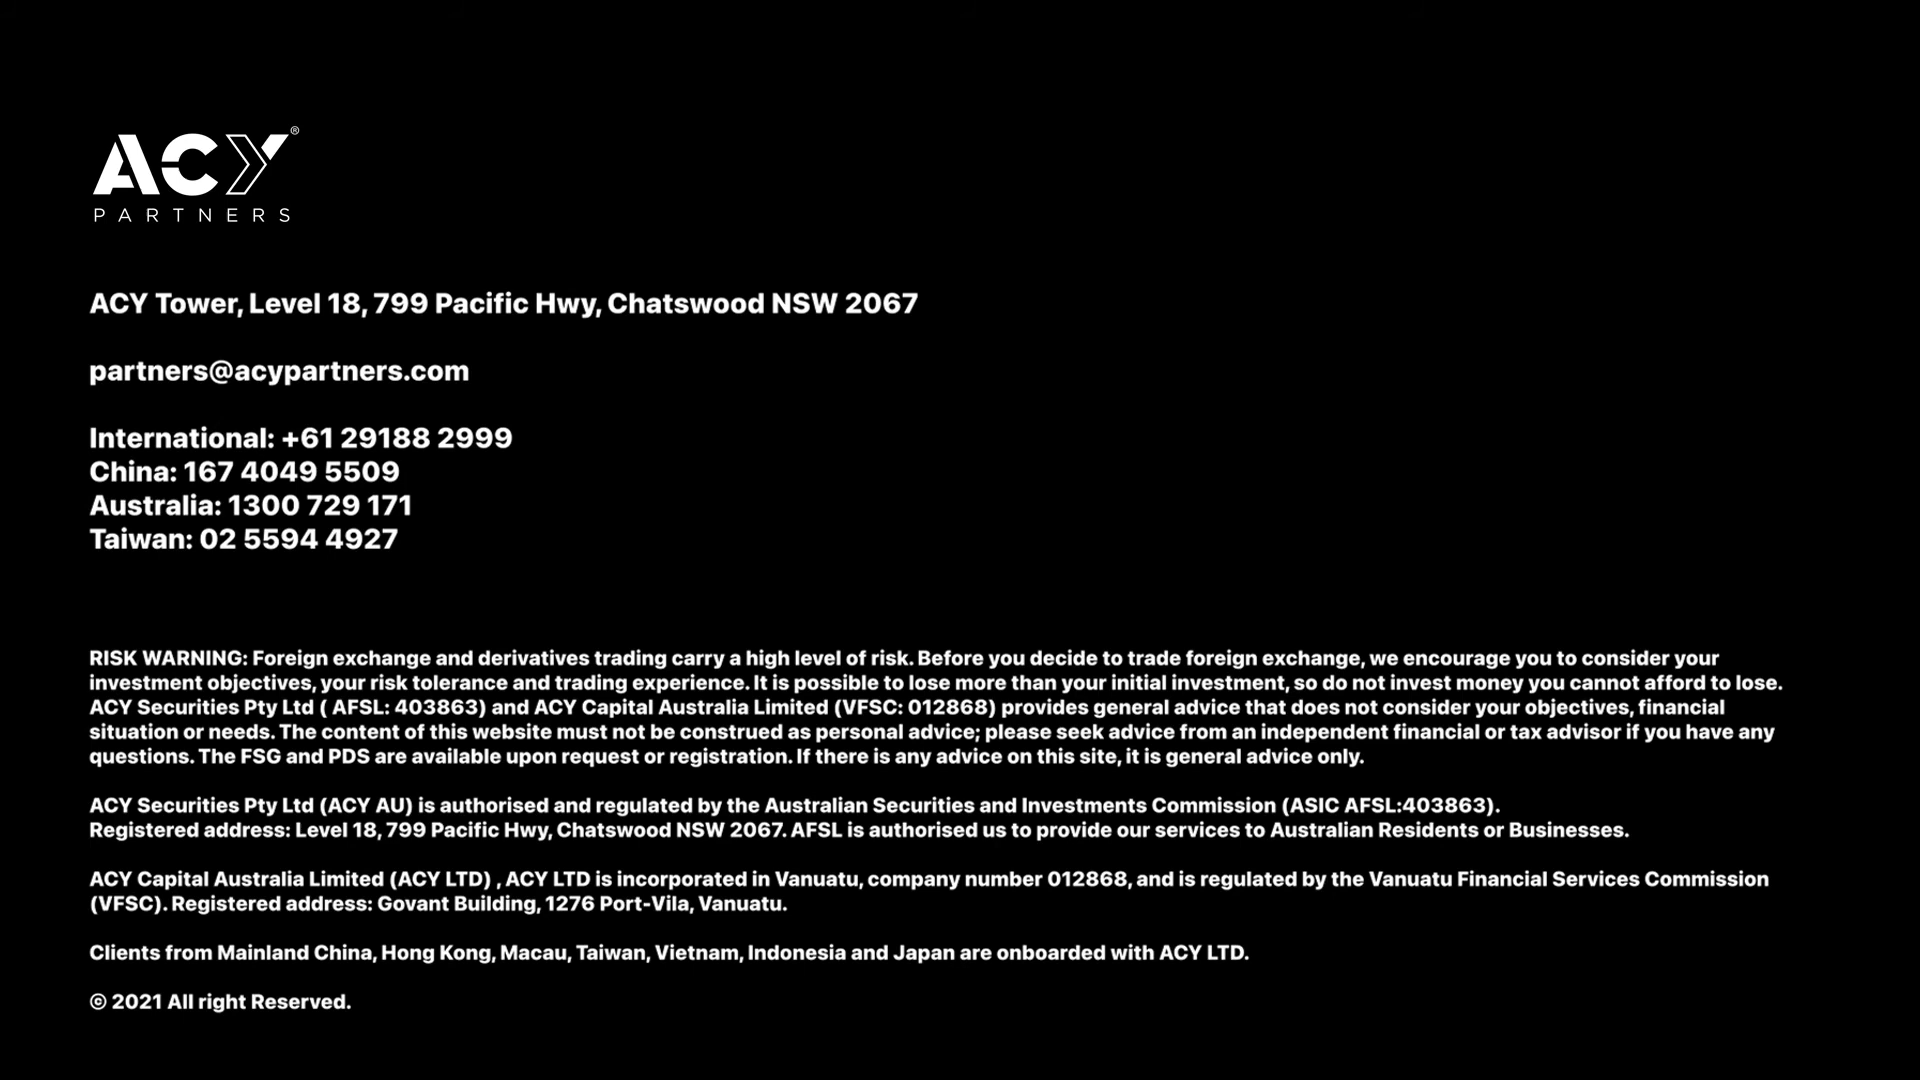 ACY®
PARTNERS
ACY Tower, Level 18, 799 Pacific Hwy, Chatswood NSW 2067
partners@acypartners.com
International: +61 29188 2999
China: 167 4049 5509
Australia: 1300 729 171
Taiwan: 02 5594 4927
RISK WARNING: Foreign exchange and derivatives trading carry a high level of risk. Before you decide to trade foreign exchange, we encourage you to consider your
investment objectives, your risk tolerance and trading experience. It is possible to lose more than your initial investment, so do not invest money you cannot afford to lose.
ACY Securities Pty Ltd ( AFSL: 403863) and ACY Capital Australia Limited (VFSC: 012868) provides general advice that does not consider your objectives, financial
situation or needs. The content of this website must not be construed as personal advice; please seek advice from an independent financial or tax advisor if you have any
questions. The FSG and PDS are available upon request or registration. If there is any advice on this site, it is general advice only.
ACY Securities Pty Ltd (ACY AU) is authorised and regulated by the Australian Securities and Investments Commission (ASIC AFSL:403863).
Registered address: Level 18, 799 Pacific Hwy, Chatswood NSW 2067. AFSL is authorised us to provide our services to Australian Residents or Businesses.
ACY Capital Australia Limited (ACY LTD) , ACY LTD is incorporated in Vanuatu, company number 012868, and is regulated by the Vanuatu Financial Services Commission
(VFSC). Registered address: Govant Building, 1276 Port-Vila, Vanuatu.
Clients from Mainland China, Hong Kong, Macau, Taiwan, Vietnam, Indonesia and Japan are onboarded with ACY LTD.
© 2021 All right Reserved.